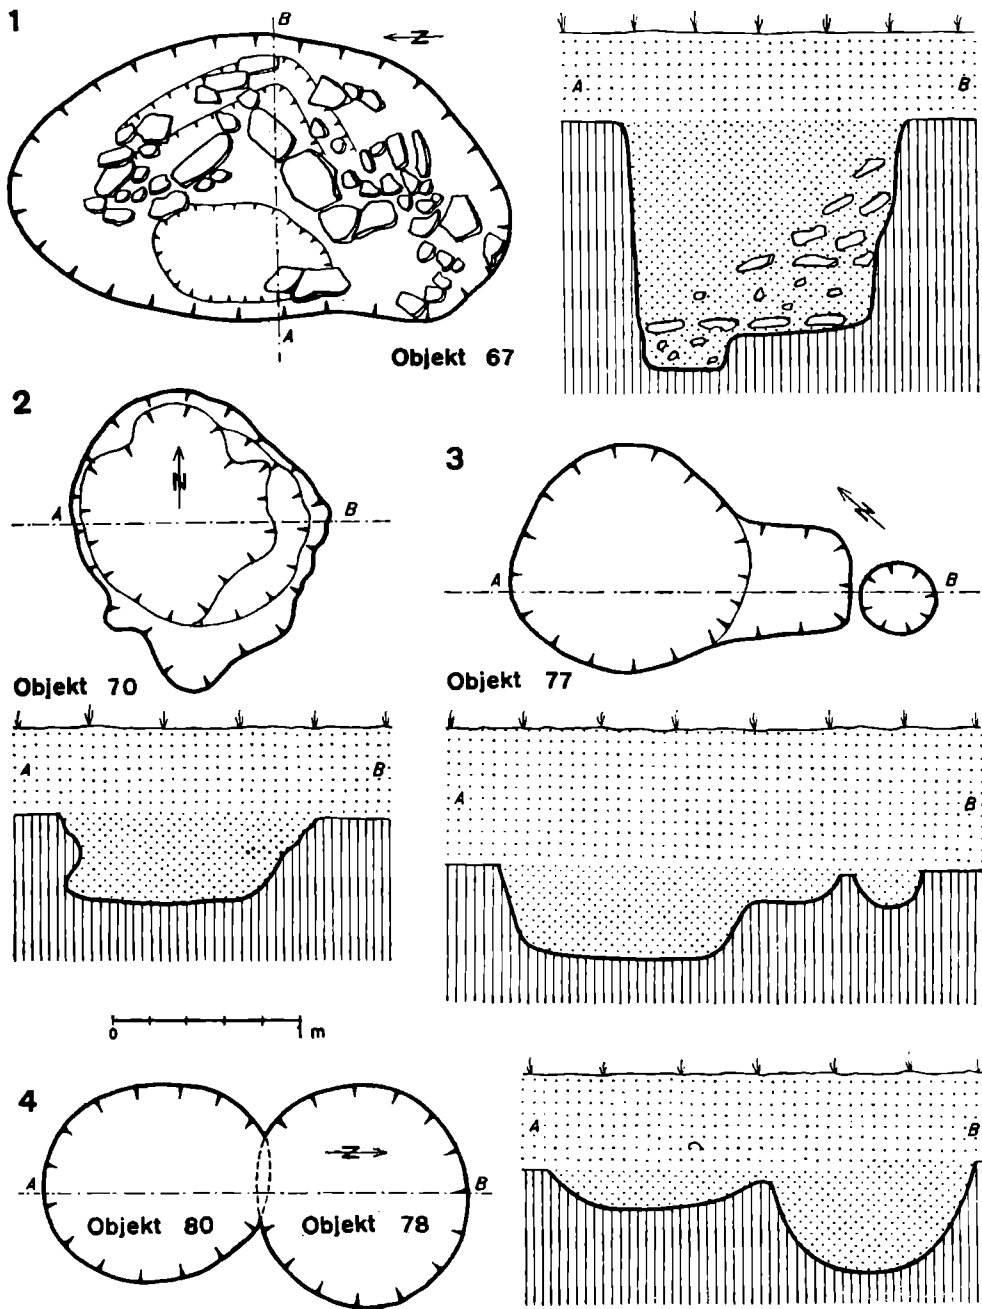 1
B
N
A
Objekt 67
A B
2
N
A B
Objekt 70
A B
3
N
A B
Objekt 77
A B
0 1 m
4
N
A B
Objekt 80 Objekt 78
A B